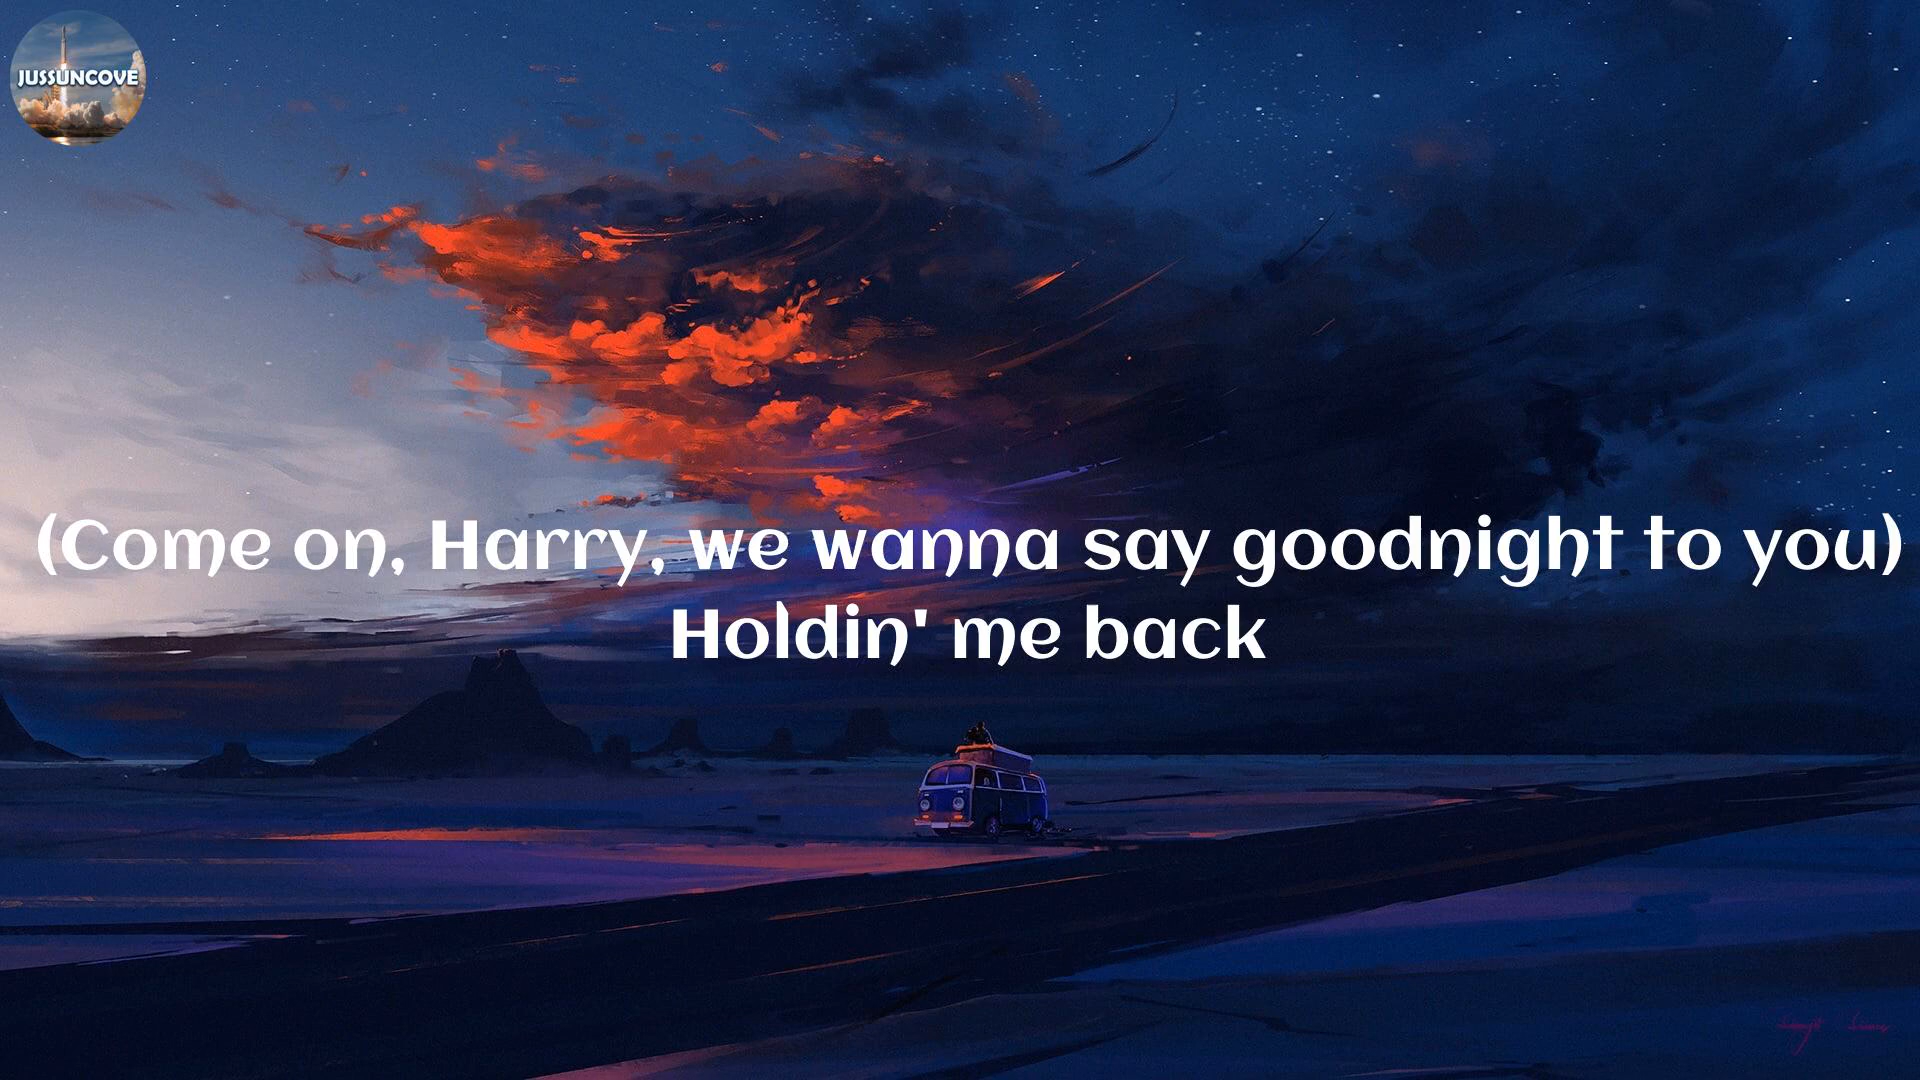 JUSSUNCOVE
(Come on, Harry, we wanna say goodnight to you)
Holdin' me back